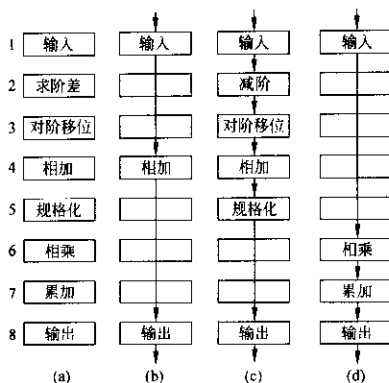 1 输入 输入 输入 输入
2 求阶差 减阶
3 对阶移位 对阶移位
4 相加 相加 相加
5 规格化 规格化
6 相乘 相乘
7 累加 累加
8 输出 输出 输出 输出
(a) (b) (c) (d)